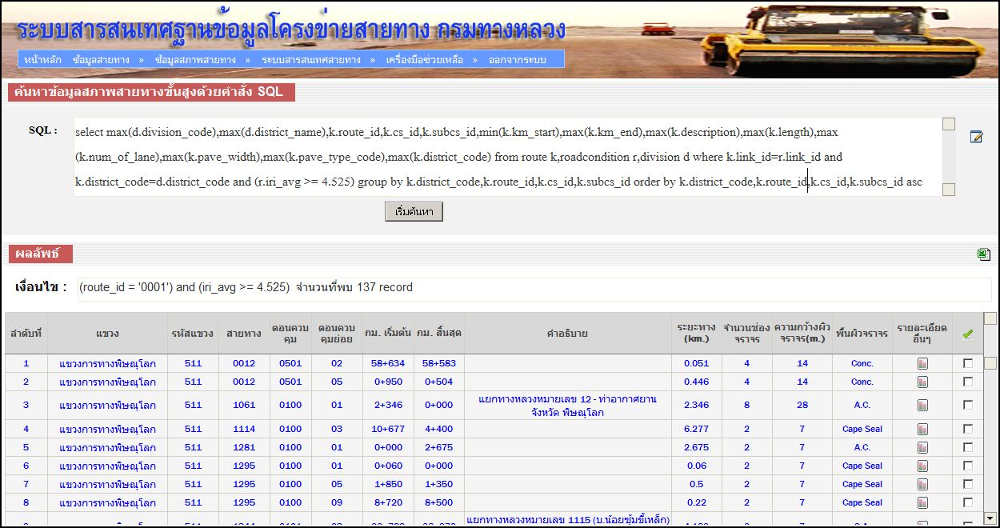 ระบบสารสนเทศฐานข้อมูลโครงข่ายสายทาง กรมทางหลวง
หน้าหลัก ข้อมูลสายทาง » ข้อมูลสภาพสายทาง » ระบบสารสนเทศสายทาง » เครื่องมือช่วยเหลือ » ออกจากระบบ
ค้นหาข้อมูลสภาพสายทางขั้นสูงด้วยคำสั่ง SQL
SQL :
select max(d.division_code),max(d.district_name),k.route_id,k.cs_id,k.subcs_id,min(k.km_start),max(k.km_end),max(k.description),max(k.length),max
(k.num_of_lane),max(k.pave_width),max(k.pave_type_code),max(k.district_code) from route k,roadcondition r,division d where k.link_id=r.link_id and
k.district_code=d.district_code and (r.iri_avg >= 4.525) group by k.district_code,k.route_id,k.cs_id,k.subcs_id order by k.district_code,k.route_id,k.cs_id,k.subcs_id asc
เริ่มค้นหา
ผลลัพธ์
เงื่อนไข : (route_id = '0001') and (iri_avg >= 4.525) จำนวนที่พบ 137 record
ลำดับที่ แขวง รหัสแขวง สายทาง ตอนควบคุม ตอนควบคุมย่อย กม. เริ่มต้น กม. สิ้นสุด คำอธิบาย ระยะทาง (km.) จำนวนช่องจราจร ความกว้างผิวจราจร(m.) พื้นผิวจราจร รายละเอียดอื่นๆ
1 แขวงการทางพิษณุโลก 511 0012 0501 02 58+634 58+583 0.051 4 14 Conc.
2 แขวงการทางพิษณุโลก 511 0012 0501 05 0+950 0+504 0.446 4 14 Conc.
3 แขวงการทางพิษณุโลก 511 1061 0100 01 2+346 0+000 แยกทางหลวงหมายเลข 12 - ท่าอากาศยาน จังหวัด พิษณุโลก 2.346 8 28 A.C.
4 แขวงการทางพิษณุโลก 511 1114 0100 03 10+677 4+400 6.277 2 7 Cape Seal
5 แขวงการทางพิษณุโลก 511 1281 0100 01 0+000 2+675 2.675 2 7 A.C.
6 แขวงการทางพิษณุโลก 511 1295 0100 01 0+060 0+000 0.06 2 7 Cape Seal
7 แขวงการทางพิษณุโลก 511 1295 0100 05 1+850 1+350 0.5 2 7 Cape Seal
8 แขวงการทางพิษณุโลก 511 1295 0100 09 8+720 8+500 0.22 2 7 Cape Seal
แยกทางหลวงหมายเลข 1115 (บ.น้อยซุ้มขี้เหล็ก)